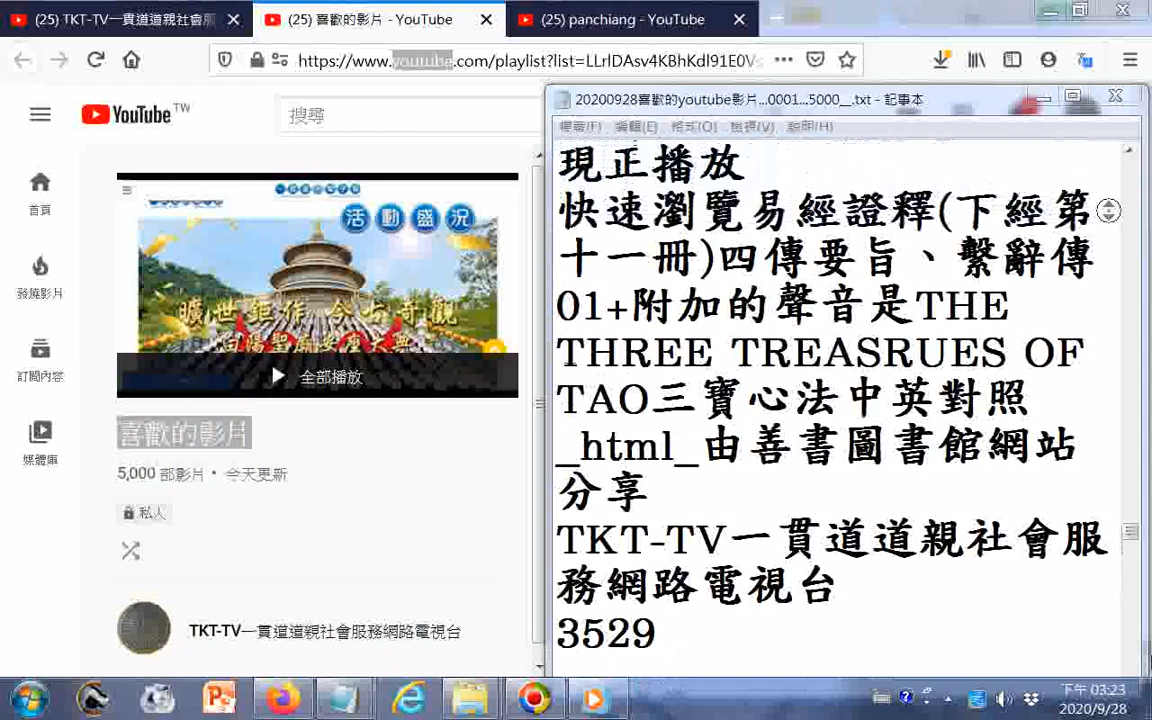 (25) TKT-TV一貫道道親社會服
(25) 喜歡的影片 - YouTube
(25) panchiang - YouTube
https://www.youtube.com/playlist?list=LLrlDAsv4KBhKdl91E0Vs
YouTube TW
搜尋
首頁
發燒影片
訂閱內容
媒體庫
活動盛況
曠世鉅作 今古奇觀
全部播放
喜歡的影片
5,000 部影片・今天更新
私人
TKT-TV一貫道道親社會服務網路電視台
20200928喜歡的youtube影片...0001...5000__.txt - 記事本
檔案(F) 編輯(E) 格式(O) 檢視(V) 說明(H)
現正播放
快速瀏覽易經證釋(下經第
十一冊)四傳要旨、繫辭傳
01+附加的聲音是THE
THREE TREASRUES OF
TAO三寶心法中英對照
_html_由善書圖書館網站
分享
TKT-TV一貫道道親社會服
務網路電視台
3529
下午 03:23
2020/9/28